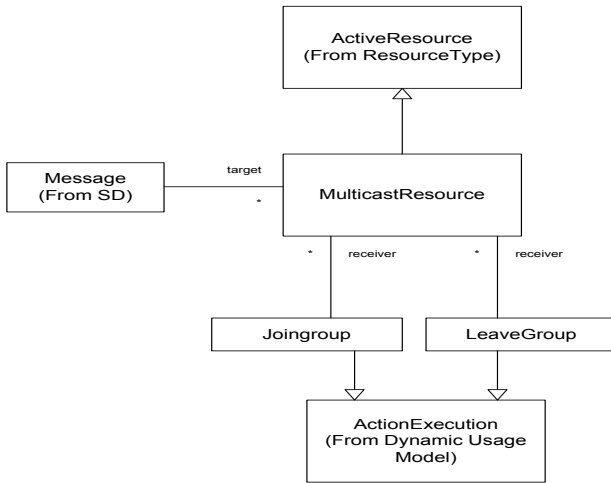 ActiveResource
(From ResourceType)
Message
(From SD)
target
*
MulticastResource
* receiver
* receiver
Joingroup
LeaveGroup
ActionExecution
(From Dynamic Usage
Model)